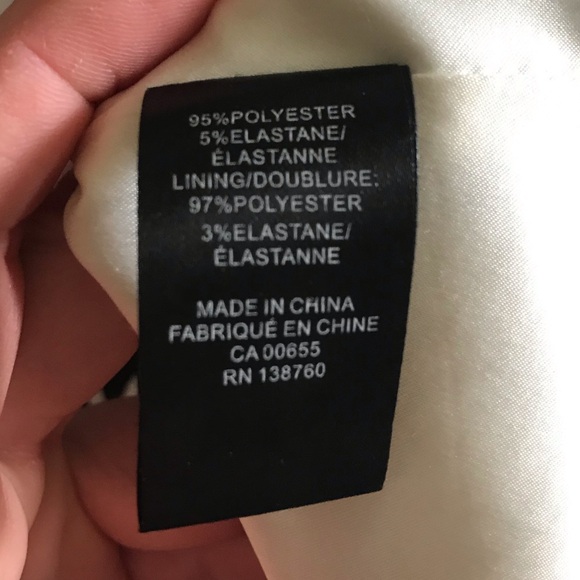 95%POLYESTER
5%ELASTANE/
ÉLASTANNE
LINING/DOUBLURE:
97%POLYESTER
3%ELASTANE/
ÉLASTANNE
MADE IN CHINA
FABRIQUÉ EN CHINE
CA 00655
RN 138760